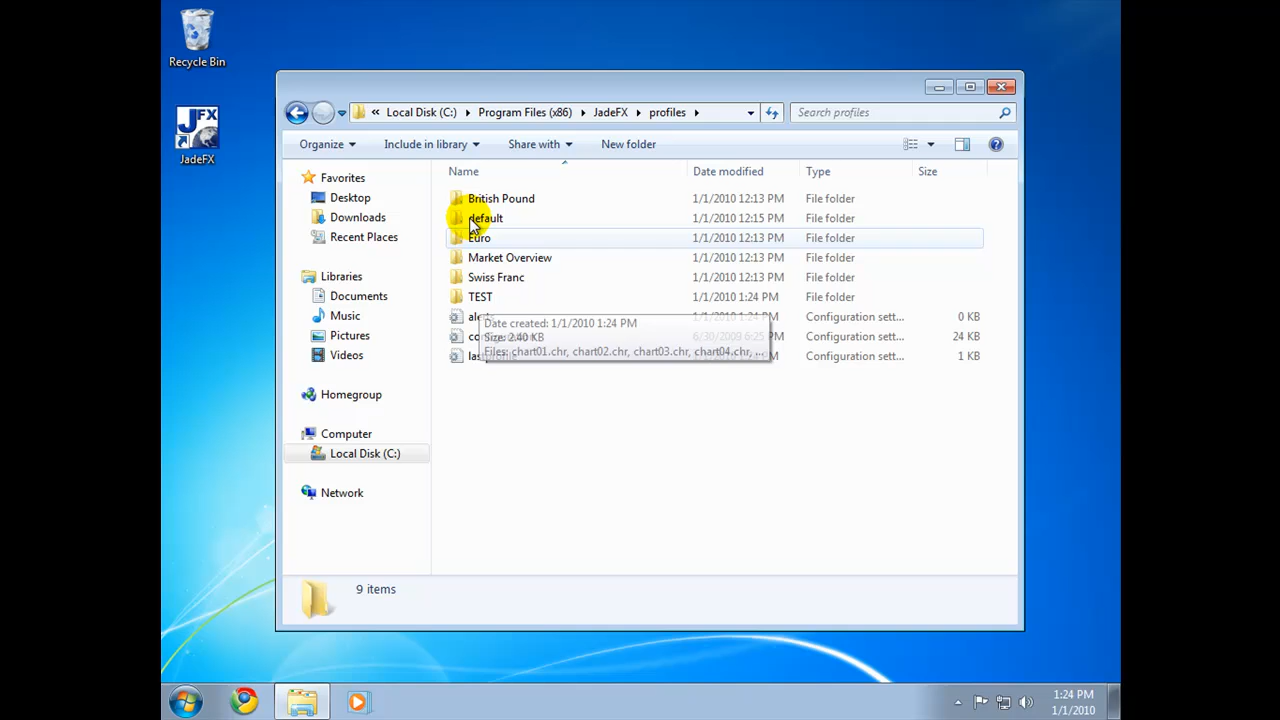 Recycle Bin
JFX
JadeFX
« Local Disk (C:) Program Files (x86) JadeFX profiles
Search profiles
Organize Include in library Share with New folder
Name Date modified Type Size
Favorites
Desktop
Downloads
Recent Places
Libraries
Documents
Music
Pictures
Videos
Homegroup
Computer
Local Disk (C:)
Network
British Pound 1/1/2010 12:13 PM File folder
default 1/1/2010 12:15 PM File folder
Euro 1/1/2010 12:13 PM File folder
Market Overview 1/1/2010 12:13 PM File folder
Swiss Franc 1/1/2010 12:13 PM File folder
TEST 1/1/2010 1:24 PM File folder
Configuration sett... 0 KB
Configuration sett... 24 KB
Configuration sett... 1 KB
Date created: 1/1/2010 1:24 PM
Size: 2.40 KB
Files: chart01.chr, chart02.chr, chart03.chr, chart04.chr, ...
9 items
1:24 PM
1/1/2010